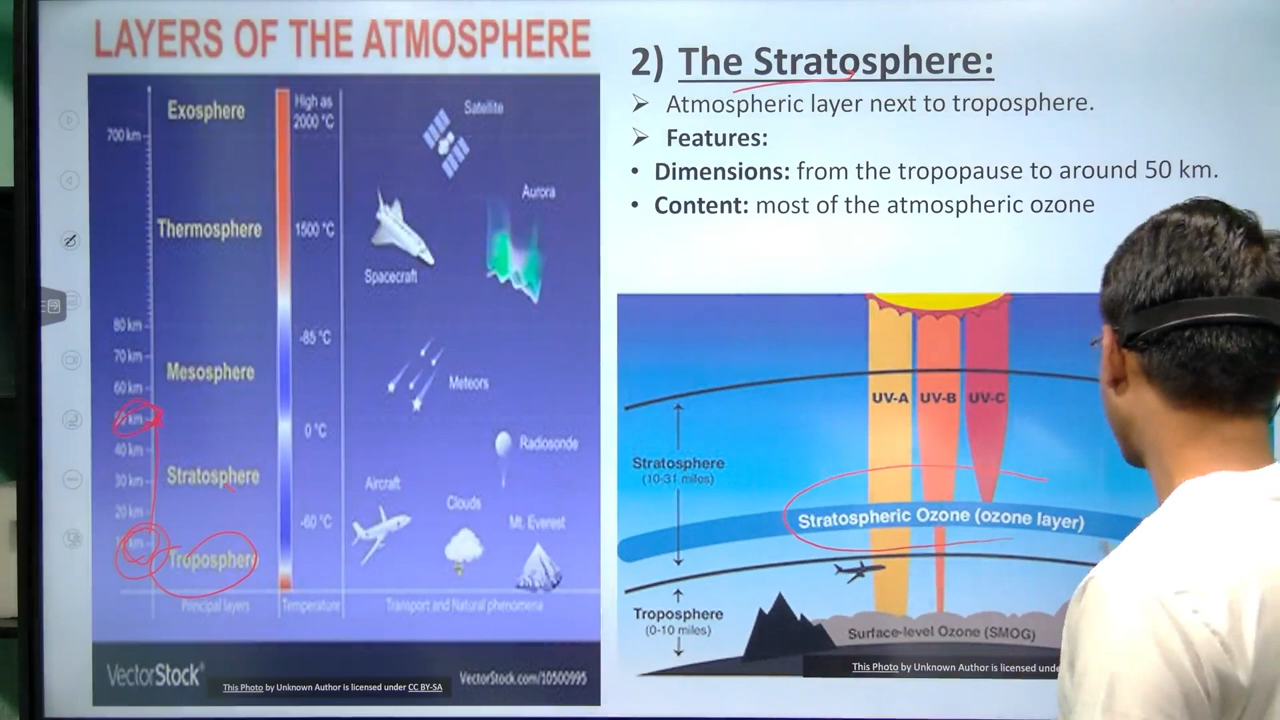 LAYERS OF THE ATMOSPHERE
Exosphere
High as
2000 °C
Satellite
700 km
Aurora
Thermosphere
1500 °C
Spacecraft
80 km
-85 °C
70 km
Mesosphere
Meteors
60 km
km
0 °C
Radiosonde
40 km
Stratosphere
30 km
Aircraft
Clouds
20 km
-60 °C
Mt. Everest
km
Troposphere
Principal layers
Temperature
Transport and Natural phenomena
VectorStock®
VectorStock.com/10500995
This Photo by Unknown Author is licensed under CC BY-SA
2) The Stratosphere:
➢ Atmospheric layer next to troposphere.
➢ Features:
• Dimensions: from the tropopause to around 50 km.
• Content: most of the atmospheric ozone
UV-A UV-B UV-C
Stratosphere
(10-31 miles)
Stratospheric Ozone (ozone layer)
Troposphere
(0-10 miles)
Surface-level Ozone (SMOG)
This Photo by Unknown Author is licensed